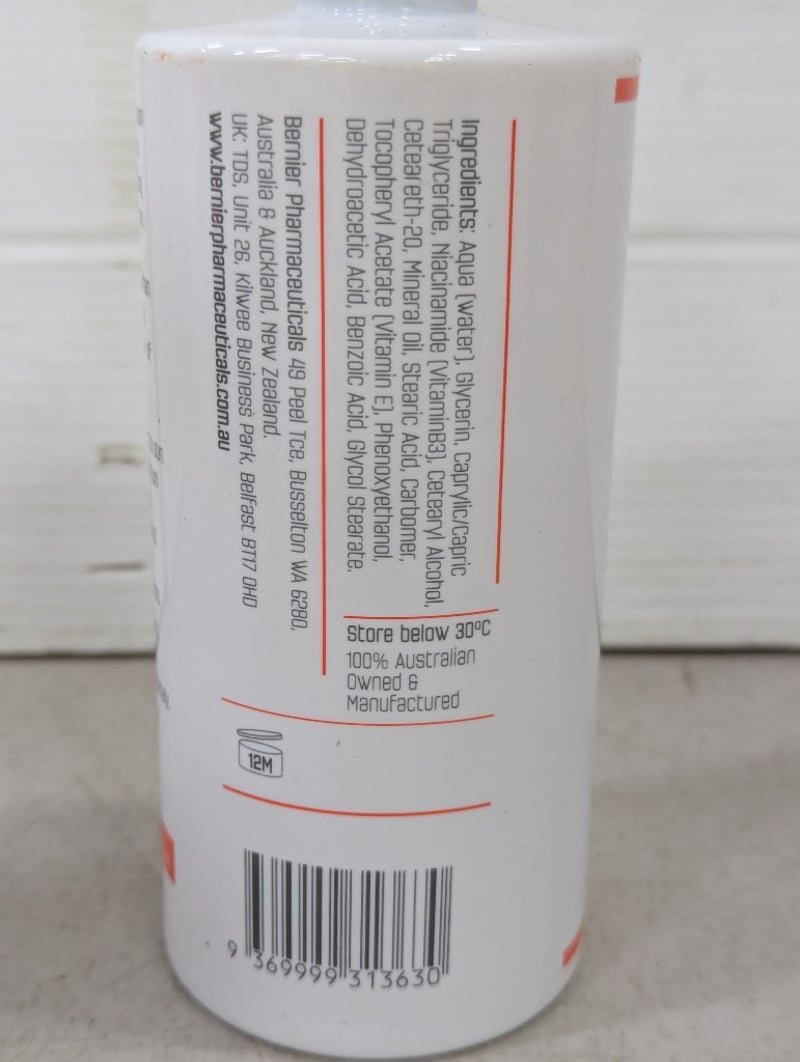 Ingredients: Aqua (water), Glycerin, Caprylic/Capric
Triglyceride, Niacinamide (VitaminB3), Cetearyl Alcohol,
Ceteareth-20, Mineral Oil, Stearic Acid, Carbomer,
Tocopheryl Acetate (Vitamin E), Phenoxyethanol,
Dehydroacetic Acid, Benzoic Acid, Glycol Stearate.
Bernier Pharmaceuticals 49 Peel Tce, Busselton WA 6280,
Australia & Auckland, New Zealand.
UK: TDS, Unit 26, Kilwee Business Park, Belfast BT17 0HD
www.bernierpharmaceuticals.com.au
Store below 30ºC
100% Australian
Owned &
Manufactured
12M
9 369999 313630